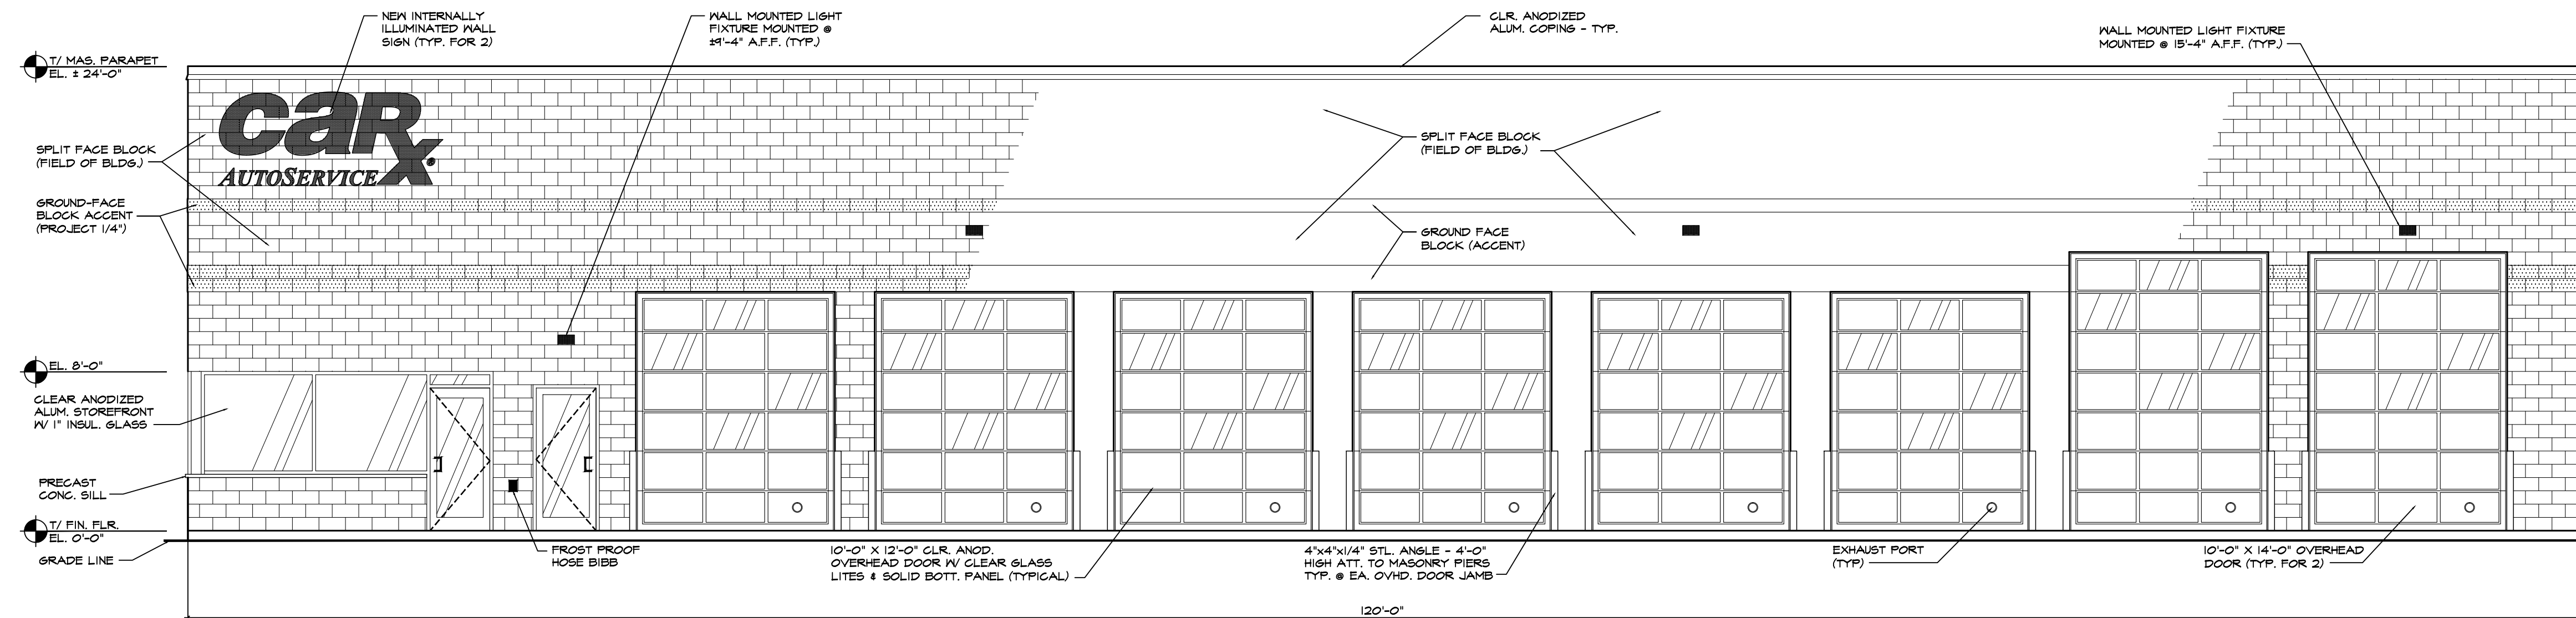 NEW INTERNALLY
ILLUMINATED WALL
SIGN (TYP. FOR 2)
WALL MOUNTED LIGHT
FIXTURE MOUNTED @
±9'-4" A.F.F. (TYP.)
CLR. ANODIZED
ALUM. COPING - TYP.
WALL MOUNTED LIGHT FIXTURE
MOUNTED @ 15'-4" A.F.F. (TYP.)
T/ MAS. PARAPET
EL. ± 24'-0"
caRx®
AUTOSERVICE
SPLIT FACE BLOCK
(FIELD OF BLDG.)
SPLIT FACE BLOCK
(FIELD OF BLDG.)
GROUND-FACE
BLOCK ACCENT
(PROJECT 1/4")
GROUND FACE
BLOCK (ACCENT)
EL. 8'-0"
CLEAR ANODIZED
ALUM. STOREFRONT
W/ 1" INSUL. GLASS
PRECAST
CONC. SILL
T/ FIN. FLR.
EL. 0'-0"
GRADE LINE
FROST PROOF
HOSE BIBB
10'-0" X 12'-0" CLR. ANOD.
OVERHEAD DOOR W/ CLEAR GLASS
LITES & SOLID BOTT. PANEL (TYPICAL)
4"x4"x1/4" STL. ANGLE - 4'-0"
HIGH ATT. TO MASONRY PIERS
TYP. @ EA. OVHD. DOOR JAMB
EXHAUST PORT
(TYP)
10'-0" X 14'-0" OVERHEAD
DOOR (TYP. FOR 2)
120'-0"